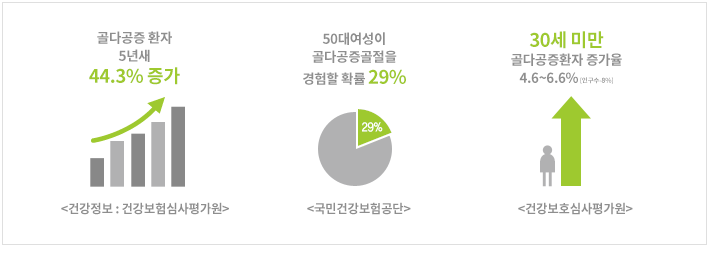 골다공증 환자
5년새
44.3% 증가
<건강정보 : 건강보험심사평가원>
50대여성이
골다공증골절을
경험할 확률 29%
29%
<국민건강보험공단>
30세 미만
골다공증환자 증가율
4.6~6.6% (인구수 8%)
<건강보호심사평가원>